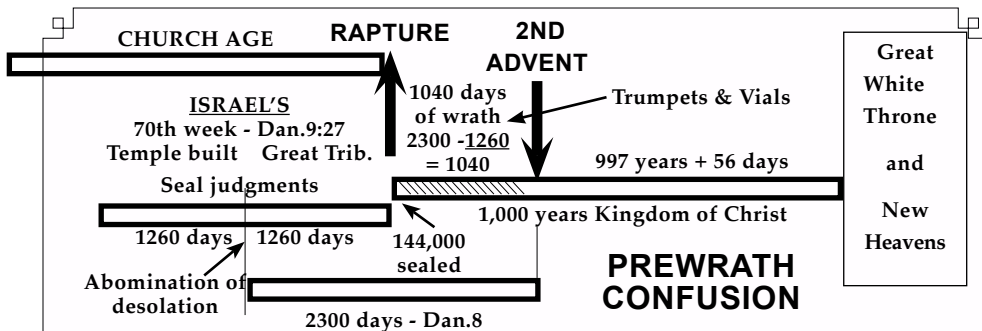 CHURCH AGE
RAPTURE
2ND
ADVENT
ISRAEL'S
70th week - Dan.9:27
Temple built Great Trib.
Seal judgments
1260 days 1260 days
Abomination of
desolation
1040 days
of wrath
2300 -1260
= 1040
Trumpets & Vials
997 years + 56 days
1,000 years Kingdom of Christ
144,000
sealed
2300 days - Dan.8
PREWRATH
CONFUSION
Great
White
Throne
and
New
Heavens